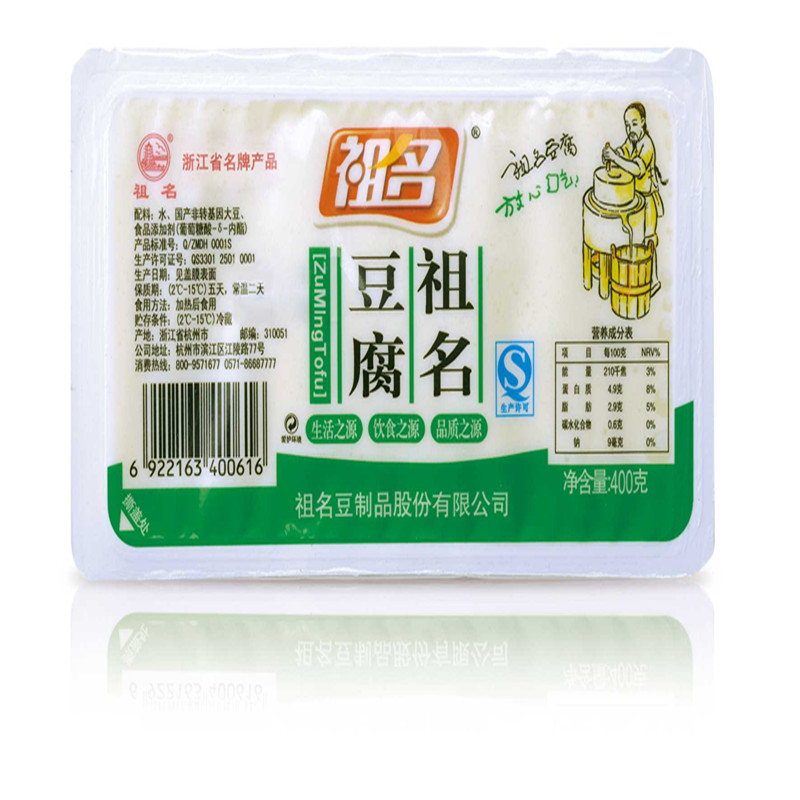 祖名
浙江省名牌产品
配料：水、国产非转基因大豆、
食品添加剂(葡萄糖酸-δ-内酯)
产品标准号：Q/ZMDH 0001S
生产许可证号：QS3301 2501 0001
生产日期：见盖膜表面
保质期：(2℃-15℃)五天，常温二天
食用方法：加热后食用
贮存条件：(2℃-15℃)冷藏
产地：浙江省杭州市 邮编：310051
公司地址：杭州市滨江区江陵路77号
消费热线：800-9571677 0571-86687777
6 922163 400616
撕盖处
祖名®
祖名
豆腐
[ZuMingTofu]
爱护环境
生活之源 饮食之源 品质之源
祖名豆腐
放心口吃！
QS
生产许可
营养成分表
项目 每100克 NRV%
能量 210千焦 3%
蛋白质 4.9克 8%
脂肪 2.9克 5%
碳水化合物 0.6克 0%
钠 9毫克 0%
净含量:400克
祖名豆制品股份有限公司